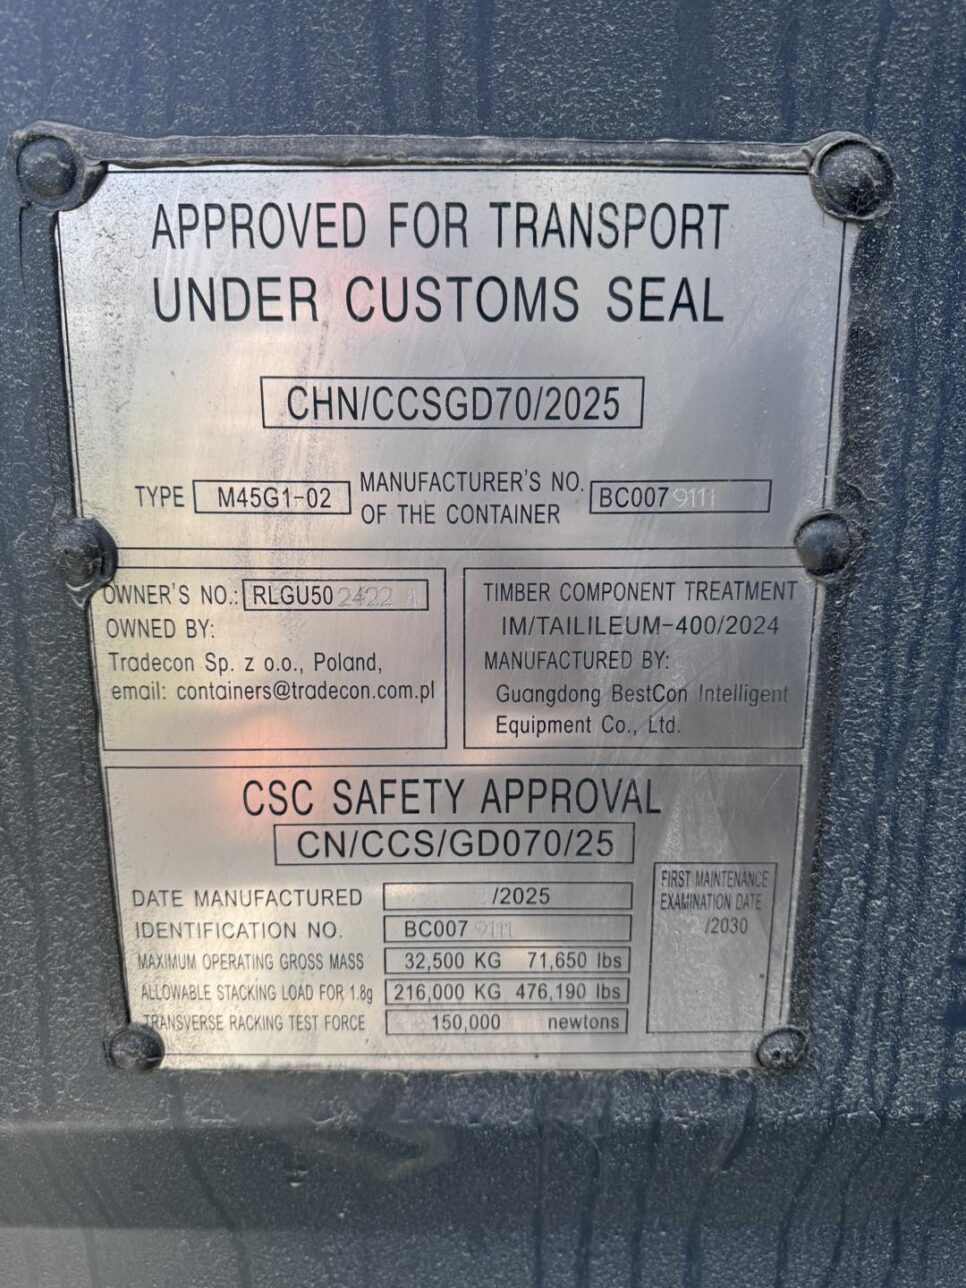 APPROVED FOR TRANSPORT
UNDER CUSTOMS SEAL
CHN/CCSGD70/2025
TYPE M45G1-02 MANUFACTURER'S NO. OF THE CONTAINER BC0079111
OWNER'S NO.: RLGU502422
OWNED BY:
Tradecon Sp. z o.o., Poland,
email: containers@tradecon.com.pl
TIMBER COMPONENT TREATMENT
IM/TAILILEUM-400/2024
MANUFACTURED BY:
Guangdong BestCon Intelligent
Equipment Co., Ltd.
CSC SAFETY APPROVAL
CN/CCS/GD070/25
DATE MANUFACTURED /2025
IDENTIFICATION NO. BC0079111
MAXIMUM OPERATING GROSS MASS 32,500 KG 71,650 lbs
ALLOWABLE STACKING LOAD FOR 1.8g 216,000 KG 476,190 lbs
TRANSVERSE RACKING TEST FORCE 150,000 newtons
FIRST MAINTENANCE
EXAMINATION DATE
/2030